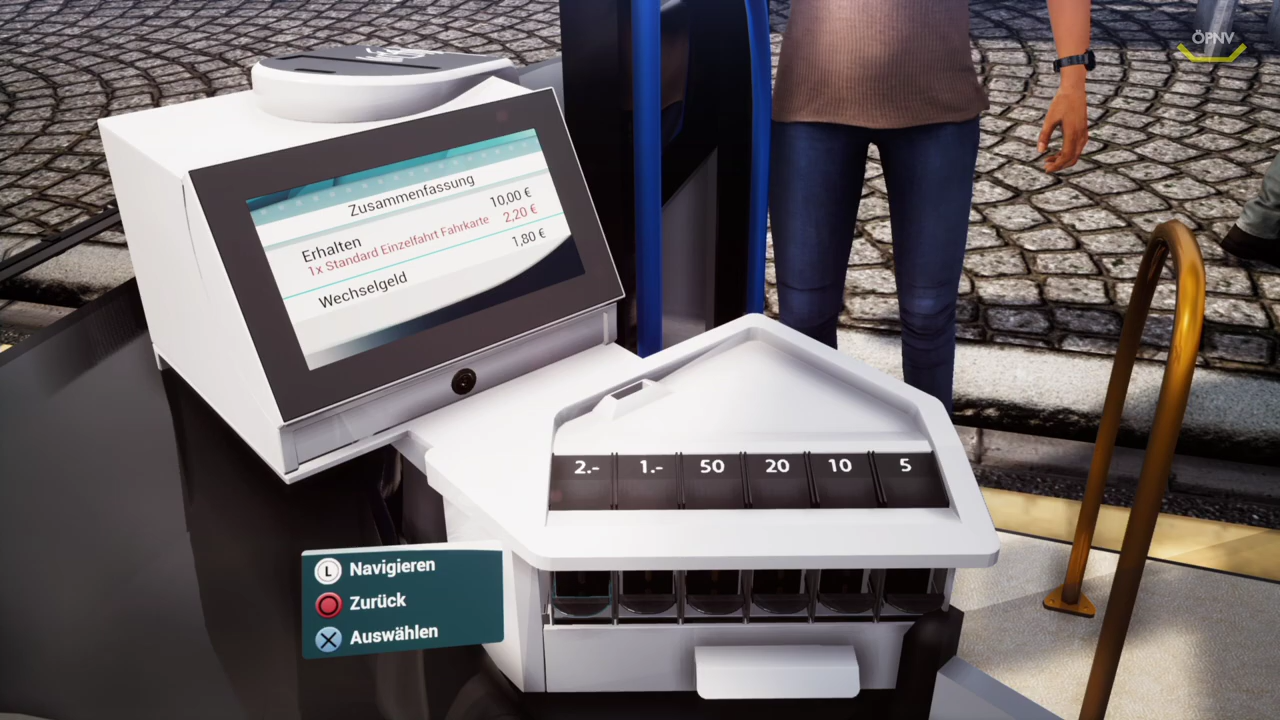 ÖPNV
Zusammenfassung
Erhalten 10,00 €
1x Standard Einzelfahrt Fahrkarte 2,20 €
Wechselgeld 1,80 €
2.- 1.- 50 20 10 5
L Navigieren
Zurück
Auswählen